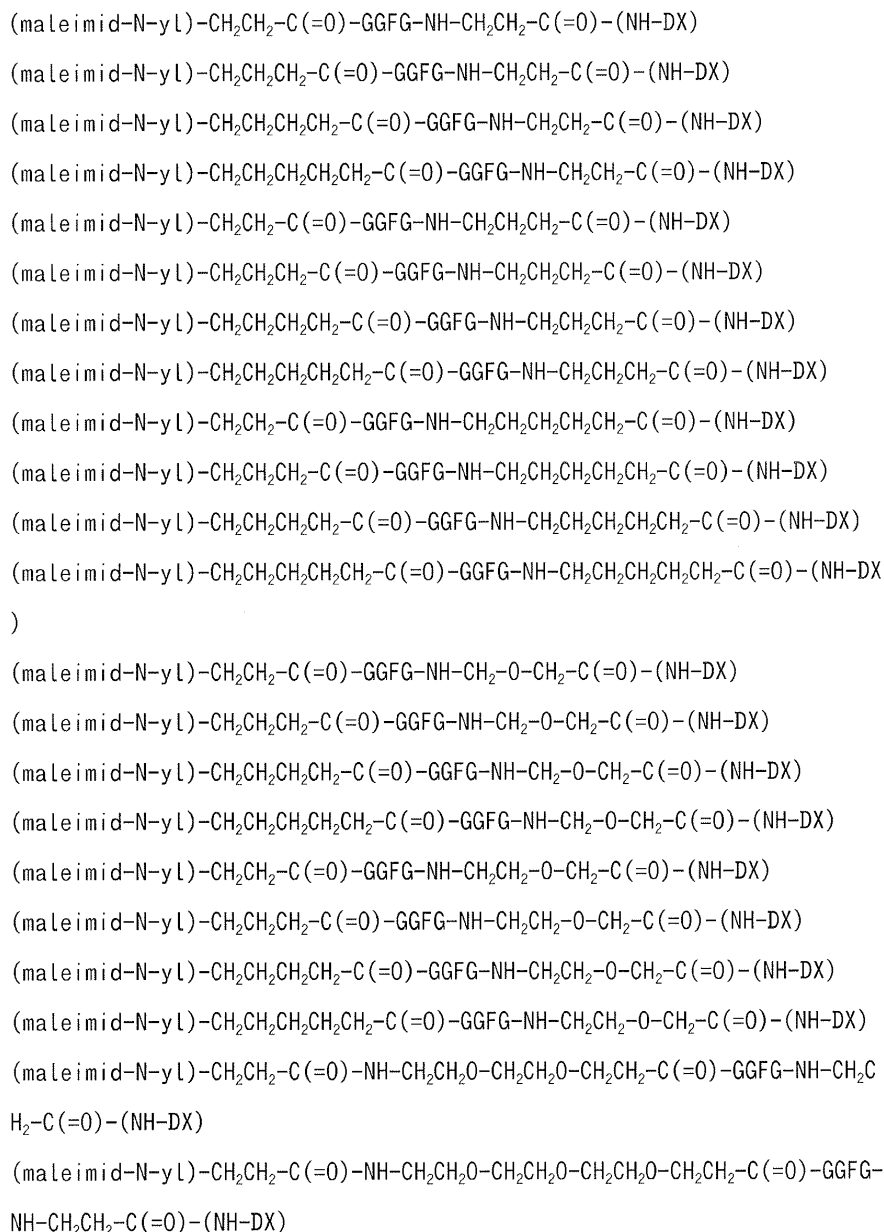 (maleimid-N-yl)-CH₂CH₂-C(=O)-GGFG-NH-CH₂CH₂-C(=O)-(NH-DX)
(maleimid-N-yl)-CH₂CH₂CH₂-C(=O)-GGFG-NH-CH₂CH₂-C(=O)-(NH-DX)
(maleimid-N-yl)-CH₂CH₂CH₂CH₂-C(=O)-GGFG-NH-CH₂CH₂-C(=O)-(NH-DX)
(maleimid-N-yl)-CH₂CH₂CH₂CH₂CH₂-C(=O)-GGFG-NH-CH₂CH₂-C(=O)-(NH-DX)
(maleimid-N-yl)-CH₂CH₂-C(=O)-GGFG-NH-CH₂CH₂CH₂-C(=O)-(NH-DX)
(maleimid-N-yl)-CH₂CH₂CH₂-C(=O)-GGFG-NH-CH₂CH₂CH₂-C(=O)-(NH-DX)
(maleimid-N-yl)-CH₂CH₂CH₂CH₂-C(=O)-GGFG-NH-CH₂CH₂CH₂-C(=O)-(NH-DX)
(maleimid-N-yl)-CH₂CH₂CH₂CH₂CH₂-C(=O)-GGFG-NH-CH₂CH₂CH₂-C(=O)-(NH-DX)
(maleimid-N-yl)-CH₂CH₂-C(=O)-GGFG-NH-CH₂CH₂CH₂CH₂CH₂-C(=O)-(NH-DX)
(maleimid-N-yl)-CH₂CH₂CH₂-C(=O)-GGFG-NH-CH₂CH₂CH₂CH₂CH₂-C(=O)-(NH-DX)
(maleimid-N-yl)-CH₂CH₂CH₂CH₂-C(=O)-GGFG-NH-CH₂CH₂CH₂CH₂CH₂-C(=O)-(NH-DX)
(maleimid-N-yl)-CH₂CH₂CH₂CH₂CH₂-C(=O)-GGFG-NH-CH₂CH₂CH₂CH₂CH₂-C(=O)-(NH-DX
)
(maleimid-N-yl)-CH₂CH₂-C(=O)-GGFG-NH-CH₂-O-CH₂-C(=O)-(NH-DX)
(maleimid-N-yl)-CH₂CH₂CH₂-C(=O)-GGFG-NH-CH₂-O-CH₂-C(=O)-(NH-DX)
(maleimid-N-yl)-CH₂CH₂CH₂CH₂-C(=O)-GGFG-NH-CH₂-O-CH₂-C(=O)-(NH-DX)
(maleimid-N-yl)-CH₂CH₂CH₂CH₂CH₂-C(=O)-GGFG-NH-CH₂-O-CH₂-C(=O)-(NH-DX)
(maleimid-N-yl)-CH₂CH₂-C(=O)-GGFG-NH-CH₂CH₂-O-CH₂-C(=O)-(NH-DX)
(maleimid-N-yl)-CH₂CH₂CH₂-C(=O)-GGFG-NH-CH₂CH₂-O-CH₂-C(=O)-(NH-DX)
(maleimid-N-yl)-CH₂CH₂CH₂CH₂-C(=O)-GGFG-NH-CH₂CH₂-O-CH₂-C(=O)-(NH-DX)
(maleimid-N-yl)-CH₂CH₂CH₂CH₂CH₂-C(=O)-GGFG-NH-CH₂CH₂-O-CH₂-C(=O)-(NH-DX)
(maleimid-N-yl)-CH₂CH₂-C(=O)-NH-CH₂CH₂O-CH₂CH₂O-CH₂CH₂-C(=O)-GGFG-NH-CH₂C
H₂-C(=O)-(NH-DX)
(maleimid-N-yl)-CH₂CH₂-C(=O)-NH-CH₂CH₂O-CH₂CH₂O-CH₂CH₂O-CH₂CH₂-C(=O)-GGFG-
NH-CH₂CH₂-C(=O)-(NH-DX)